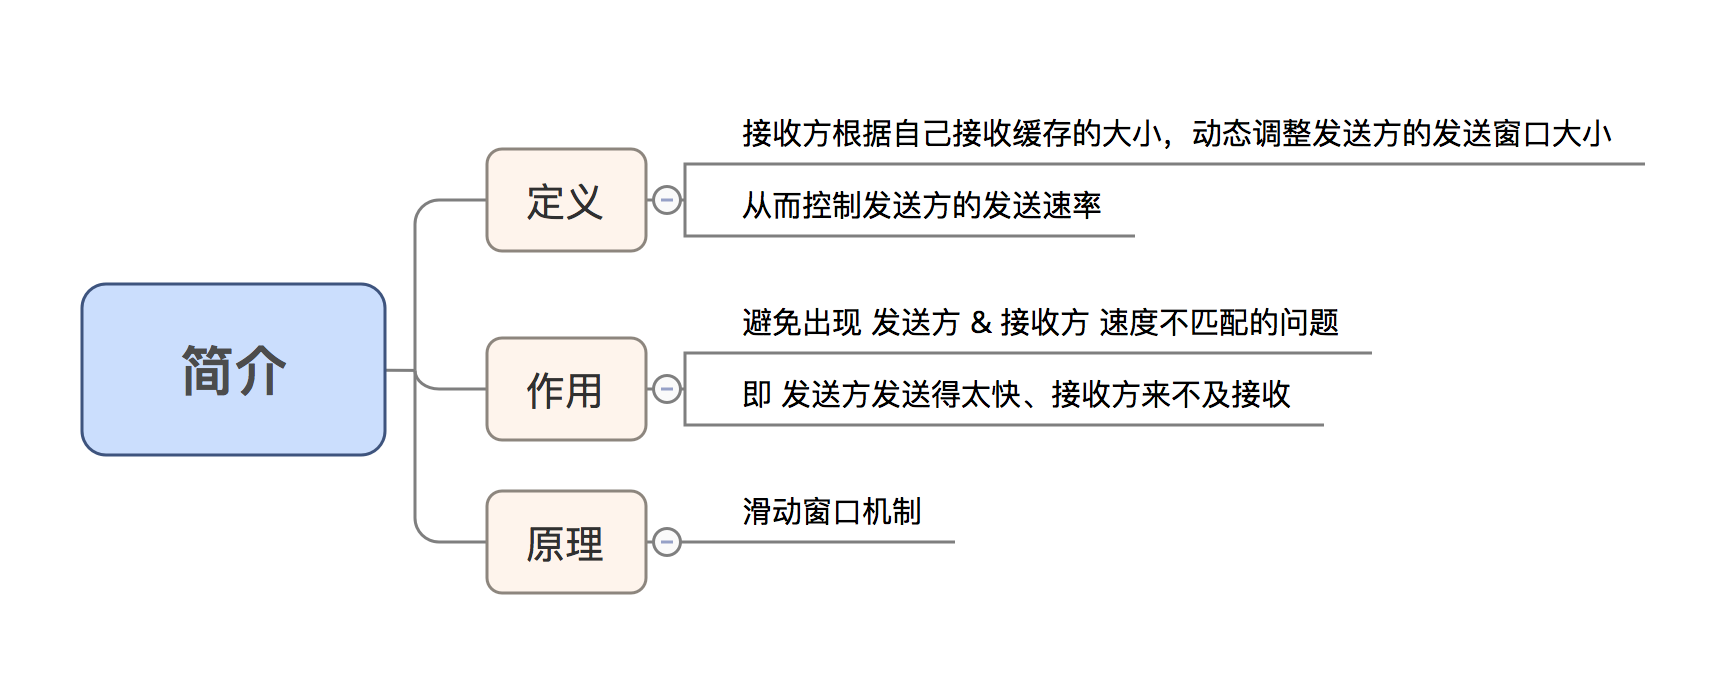 简介
定义
接收方根据自己接收缓存的大小，动态调整发送方的发送窗口大小
从而控制发送方的发送速率
作用
避免出现 发送方 & 接收方 速度不匹配的问题
即 发送方发送得太快、接收方来不及接收
原理
滑动窗口机制